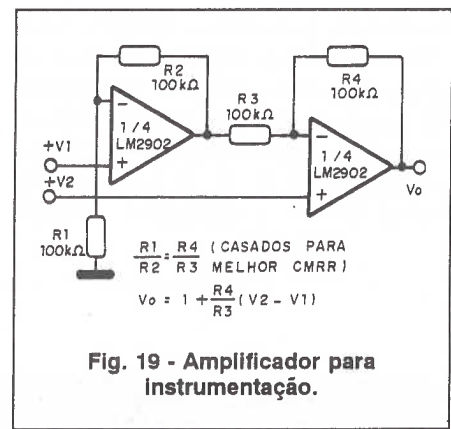 R2
100kΩ
R4
100kΩ
R3
100kΩ
−
1/4
LM2902
+
−
1/4
LM2902
+
+V1
+V2
Vo
R1
100kΩ
R1/R2 = R4/R3 (CASADOS PARA
MELHOR CMRR)
Vo = 1 + R4/R3 (V2 - V1)
Fig. 19 - Amplificador para
instrumentação.